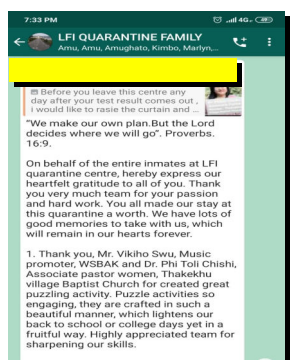 7:33 PM
.ıll 4G 20
LFI QUARANTINE FAMILY
Amu, Amu, Amughato, Kimbo, Marlyn,...
Before you leave this centre any
day after your test result comes out ,
i would like to rasie the curtain and ...
"We make our own plan.But the Lord
decides where we will go". Proverbs.
16:9.
On behalf of the entire inmates at LFI
quarantine centre, hereby express our
heartfelt gratitude to all of you. Thank
you very much team for your passion
and hard work. You all made our stay at
this quarantine a worth. We have lots of
good memories to take with us, which
will remain in our hearts forever.
1. Thank you, Mr. Vikiho Swu, Music
promoter, WSBAK and Dr. Phi Toli Chishi,
Associate pastor women, Thakekhu
village Baptist Church for created great
puzzling activity. Puzzle activities so
engaging, they are crafted in such a
beautiful manner, which lightens our
back to school or college days yet in a
fruitful way. Highly appreciated team for
sharpening our skills.